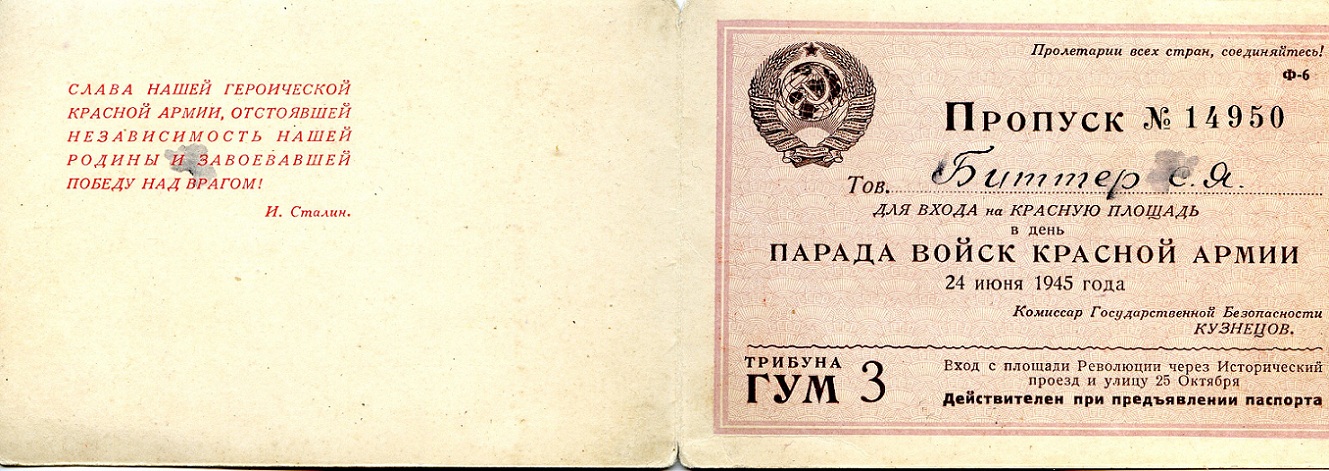 СЛАВА НАШЕЙ ГЕРОИЧЕСКОЙ
КРАСНОЙ АРМИИ, ОТСТОЯВШЕЙ
НЕЗАВИСИМОСТЬ НАШЕЙ
РОДИНЫ И ЗАВОЕВАВШЕЙ
ПОБЕДУ НАД ВРАГОМ!
И. Сталин.
Пролетарии всех стран, соединяйтесь!
Ф-6
ПРОПУСК № 14950
Тов. Биттер С.Я.
ДЛЯ ВХОДА на КРАСНУЮ ПЛОЩАДЬ
в день
ПАРАДА ВОЙСК КРАСНОЙ АРМИИ
24 июня 1945 года
Комиссар Государственной Безопасности
КУЗНЕЦОВ.
ТРИБУНА
ГУМ 3
Вход с площади Революции через Исторический
проезд и улицу 25 Октября
Действителен при предъявлении паспорта